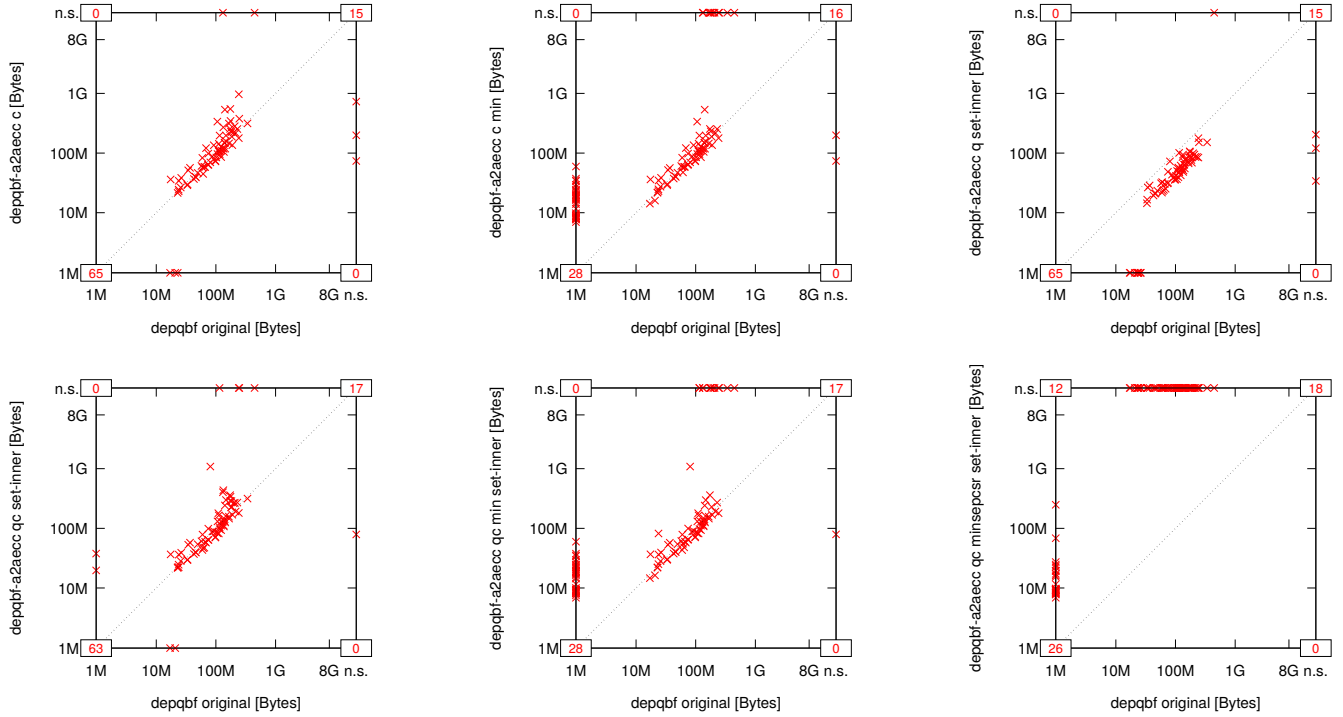 n.s. 0 15
8G
1G
100M
10M
1M 65 0
1M 10M 100M 1G 8G n.s.
depqbf original [Bytes]
depqbf-a2aecc c [Bytes]
n.s. 0 16
8G
1G
100M
10M
1M 28 0
1M 10M 100M 1G 8G n.s.
depqbf original [Bytes]
depqbf-a2aecc c min [Bytes]
n.s. 0 15
8G
1G
100M
10M
1M 65 0
1M 10M 100M 1G 8G n.s.
depqbf original [Bytes]
depqbf-a2aecc q set-inner [Bytes]
n.s. 0 17
8G
1G
100M
10M
1M 63 0
1M 10M 100M 1G 8G n.s.
depqbf original [Bytes]
depqbf-a2aecc qc set-inner [Bytes]
n.s. 0 17
8G
1G
100M
10M
1M 28 0
1M 10M 100M 1G 8G n.s.
depqbf original [Bytes]
depqbf-a2aecc qc min set-inner [Bytes]
n.s. 12 18
8G
1G
100M
10M
1M 26 0
1M 10M 100M 1G 8G n.s.
depqbf original [Bytes]
depqbf-a2aecc qc minsepcsr set-inner [Bytes]